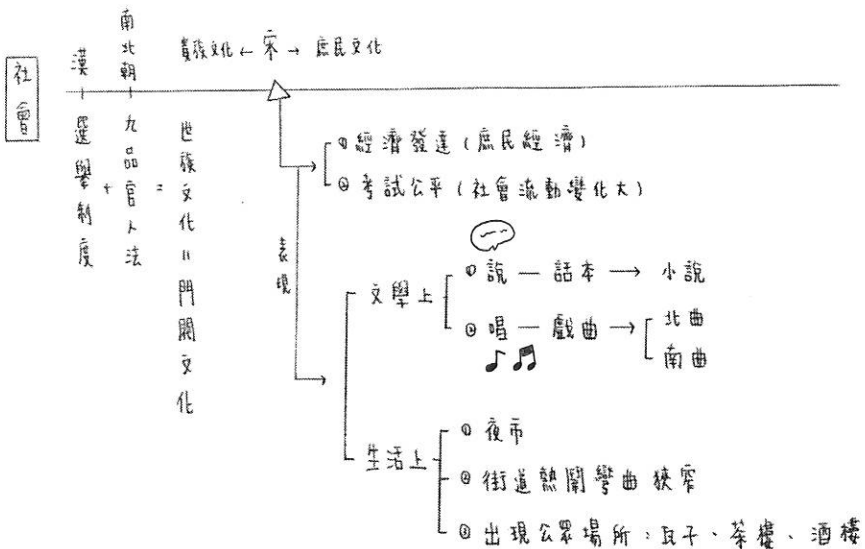 社會
漢
南北朝
貴族文化 ← 宋 → 庶民文化
選舉制度
+
九品官人法
=
世族文化 = 門閥文化
① 經濟發達(庶民經濟)
② 考試公平(社會流動變化大)
表現
文學上
① 說 — 話本 → 小說
② 唱 — 戲曲 →
北曲
南曲
生活上
① 夜市
② 街道熱鬧彎曲狹窄
③ 出現公眾場所:瓦子、茶樓、酒樓